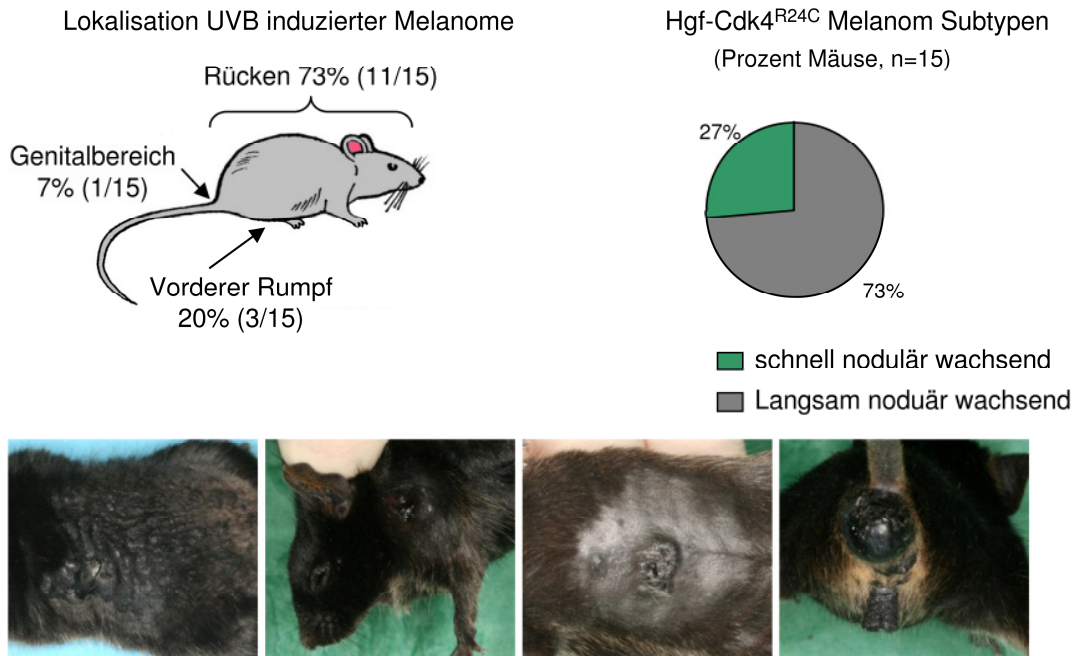 Lokalisation UVB induzierter Melanome
Rücken 73% (11/15)
Genitalbereich
7% (1/15)
Vorderer Rumpf
20% (3/15)
Hgf-Cdk4R24C Melanom Subtypen
(Prozent Mäuse, n=15)
27%
73%
schnell nodulär wachsend
Langsam noduär wachsend